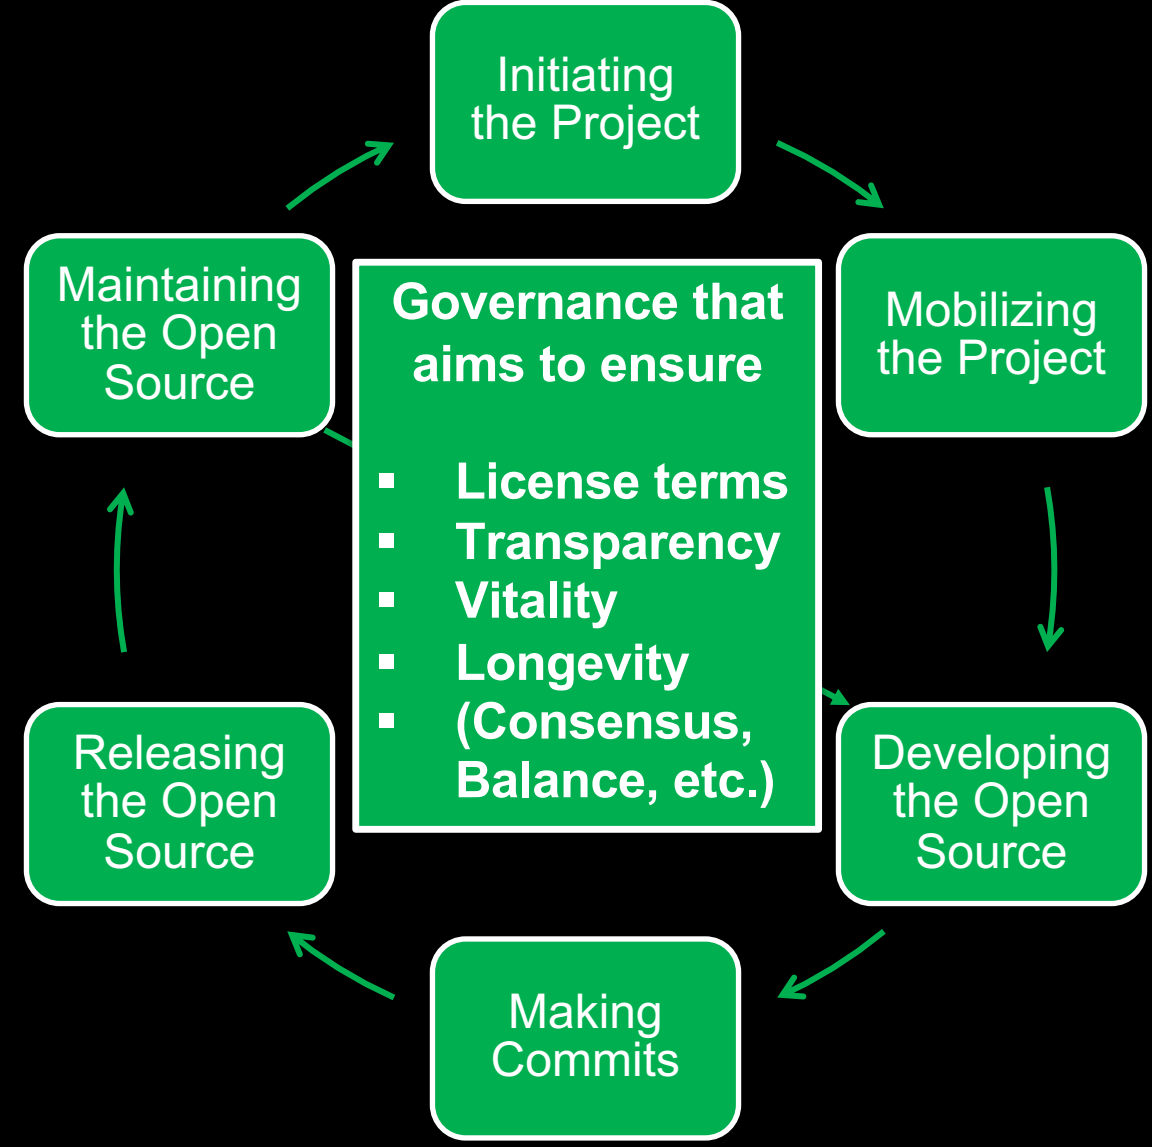 Initiating
the Project
Maintaining
the Open
Source
Governance that
aims to ensure
▪ License terms
▪ Transparency
▪ Vitality
▪ Longevity
▪ (Consensus,
Balance, etc.)
Mobilizing
the Project
Releasing
the Open
Source
Developing
the Open
Source
Making
Commits